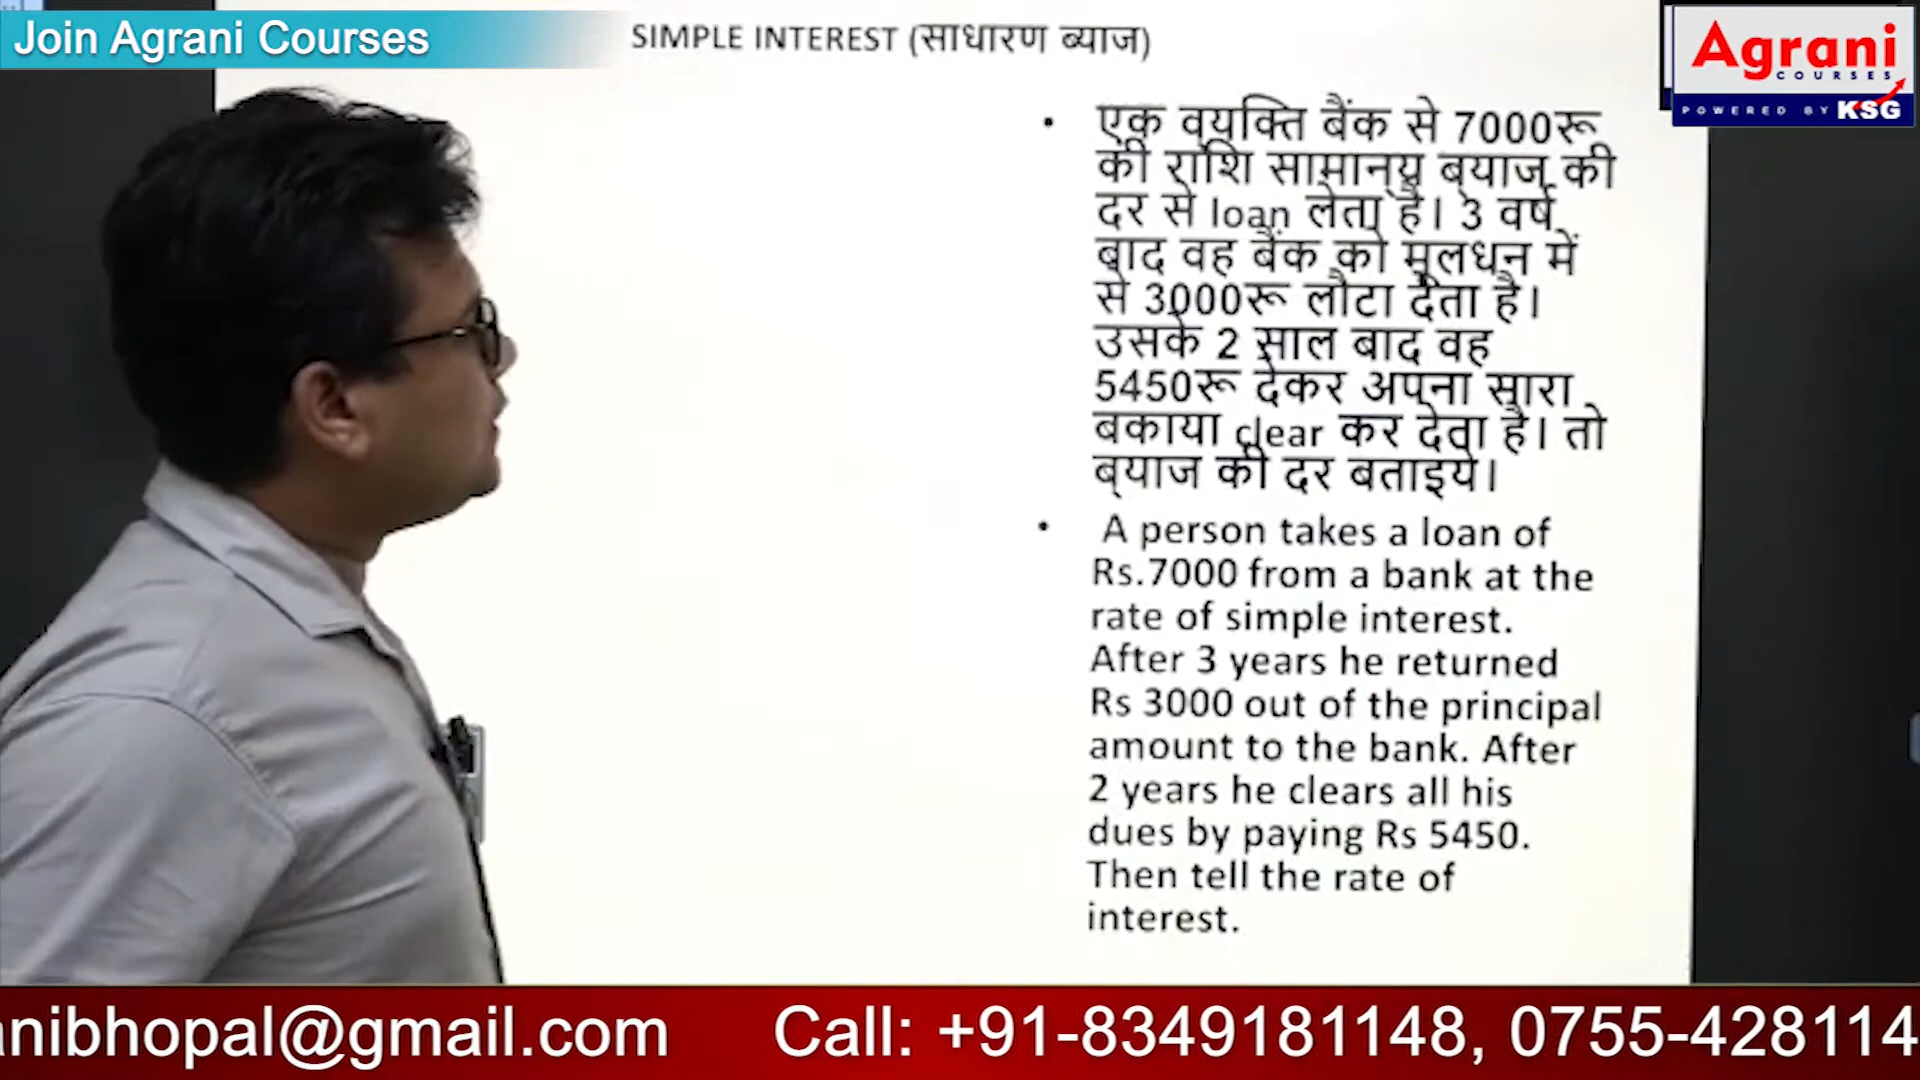 Join Agrani Courses
SIMPLE INTEREST (साधारण ब्याज)
Agrani
COURSES
POWERED BY KSG
• एक व्यक्ति बैंक से 7000रू
की राशि सामान्य ब्याज की
दर से loan लेता है। 3 वर्ष
बाद वह बैंक को मूलधन में
से 3000रू लौटा देता है।
उसके 2 साल बाद वह
5450रू देकर अपना सारा
बकाया clear कर देता है। तो
ब्याज की दर बताइये।
• A person takes a loan of
Rs.7000 from a bank at the
rate of simple interest.
After 3 years he returned
Rs 3000 out of the principal
amount to the bank. After
2 years he clears all his
dues by paying Rs 5450.
Then tell the rate of
interest.
anibhopal@gmail.com Call: +91-8349181148, 0755-428114